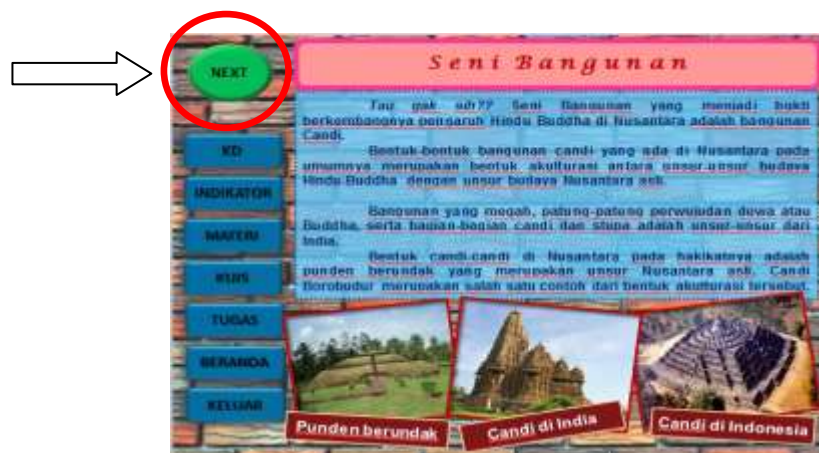 NEXT
Seni Bangunan
Tau gak sih?? Seni Bangunan yang menjadi bukti
berkembangnya pengaruh Hindu Buddha di Nusantara adalah bangunan
Candi.
Bentuk-bentuk bangunan candi yang ada di Nusantara pada
umumnya merupakan bentuk akulturasi antara unsur-unsur budaya
Hindu Buddha dengan unsur budaya Nusantara asli.
Bangunan yang megah, patung-patung perwujudan dewa atau
Buddha, serta bagian-bagian candi dan stupa adalah unsur-unsur dari
India.
Bentuk candi-candi di Nusantara pada hakikatnya adalah
punden berundak yang merupakan unsur Nusantara asli. Candi
Borobudur merupakan salah satu contoh dari bentuk akulturasi tersebut.
KD
INDIKATOR
MATERI
KUIS
TUGAS
BERANDA
KELUAR
Punden berundak
Candi di India
Candi di Indonesia